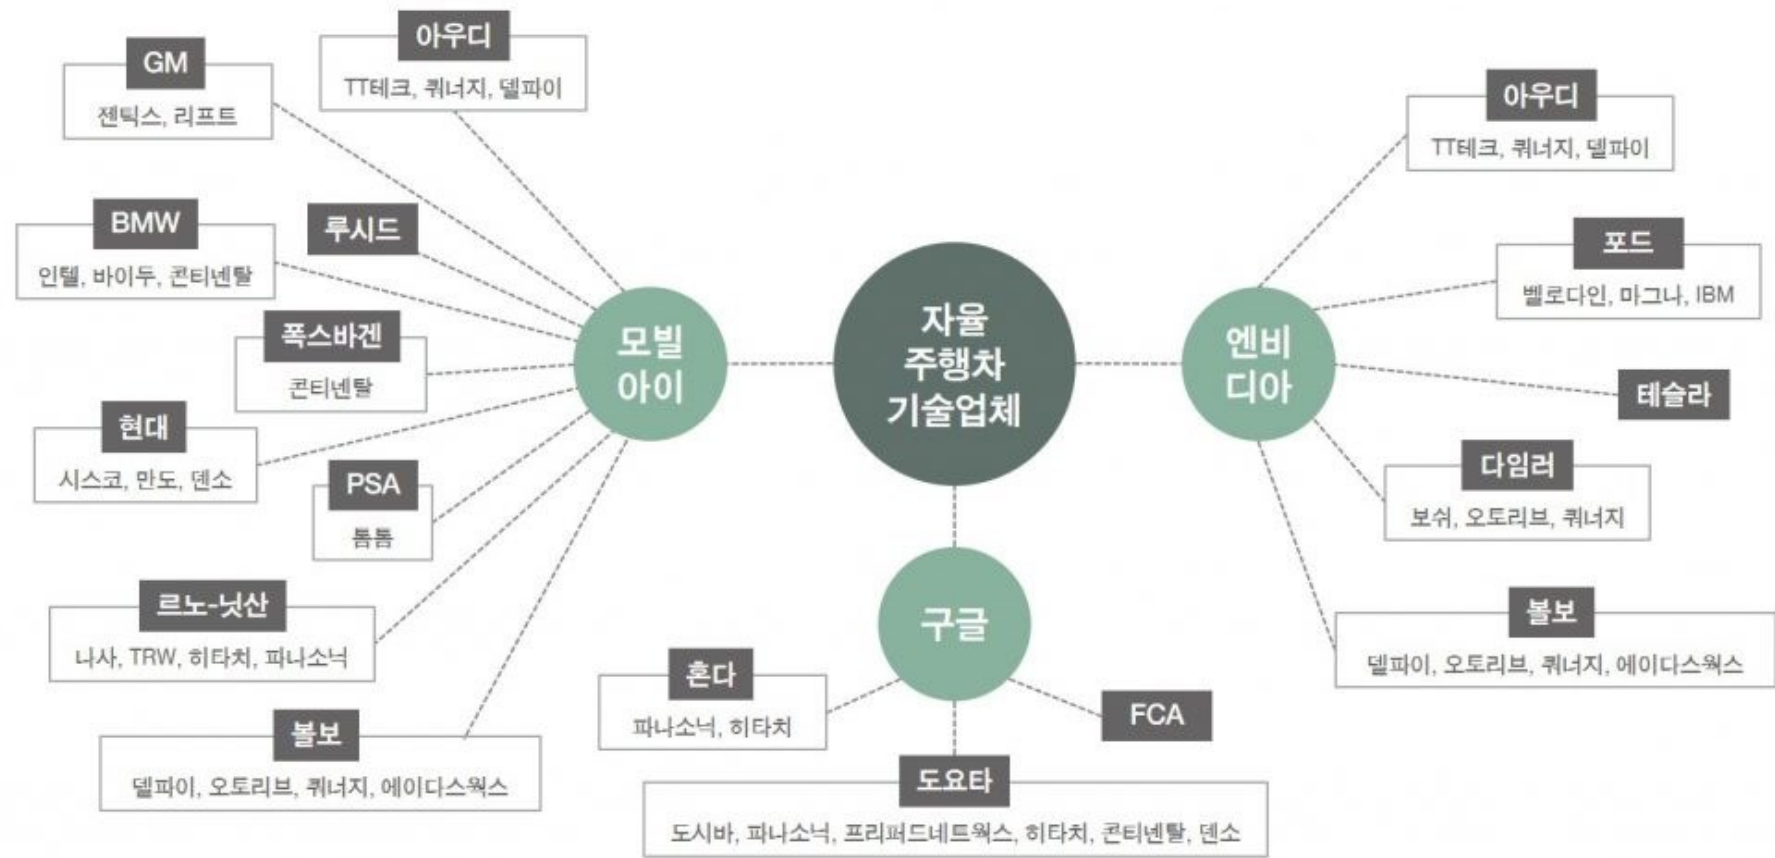 GM
젠틱스, 리프트
아우디
TT테크, 쿼너지, 델파이
BMW
인텔, 바이두, 콘티넨탈
루시드
폭스바겐
콘티넨탈
현대
시스코, 만도, 덴소
PSA
톰톰
르노-닛산
나사, TRW, 히타치, 파나소닉
볼보
델파이, 오토리브, 쿼너지, 에이다스웍스
모빌
아이
자율
주행차
기술업체
구글
혼다
파나소닉, 히타치
FCA
도요타
도시바, 파나소닉, 프리퍼드네트웍스, 히타치, 콘티넨탈, 덴소
엔비
디아
아우디
TT테크, 쿼너지, 델파이
포드
벨로다인, 마그나, IBM
테슬라
다임러
보쉬, 오토리브, 쿼너지
볼보
델파이, 오토리브, 쿼너지, 에이다스웍스